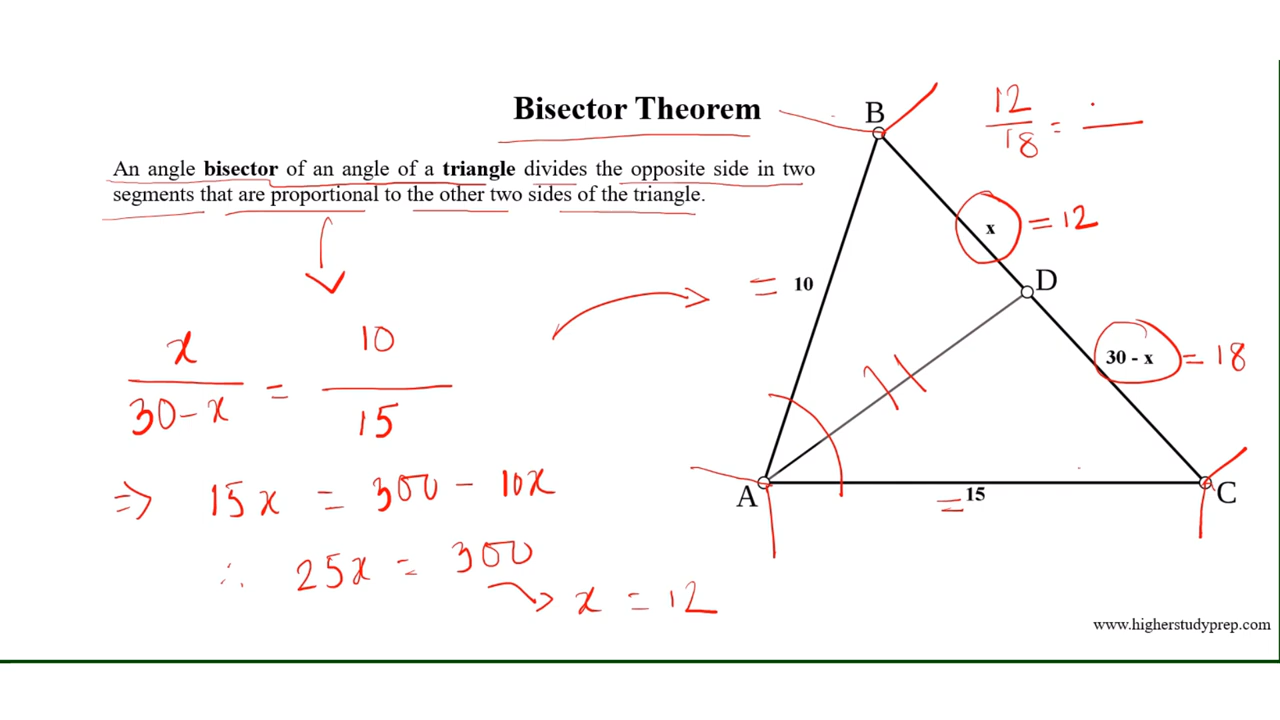 Bisector Theorem
An angle bisector of an angle of a triangle divides the opposite side in two
segments that are proportional to the other two sides of the triangle.
x / 30 - x = 10 / 15
⇒ 15x = 300 - 10x
∴ 25x = 300
→ x = 12
12 / 18 =
B
x = 12
D
= 10
30 - x = 18
A
= 15
C
www.higherstudyprep.com